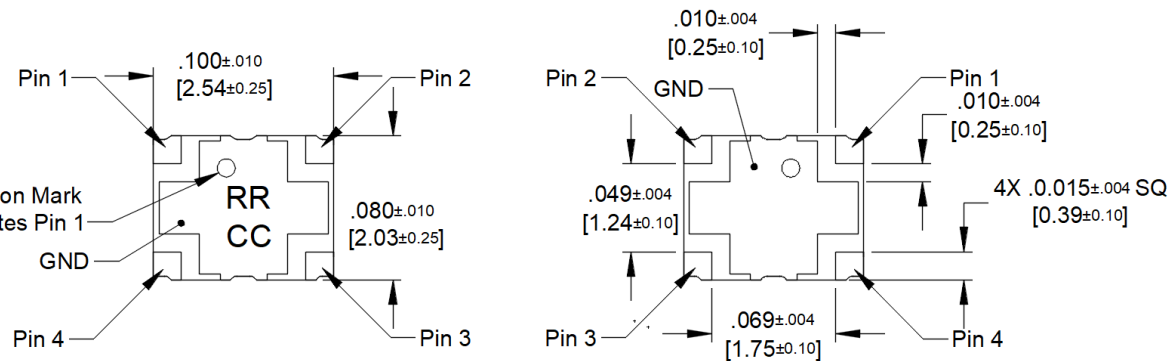 .010±.004
[0.25±0.10]
.100±.010
[2.54±0.25]
Pin 1
Pin 2
Pin 2
GND
Pin 1
.010±.004
[0.25±0.10]
on Mark
tes Pin 1
RR
CC
.080±.010
[2.03±0.25]
.049±.004
[1.24±0.10]
4X .0.015±.004 SQ
[0.39±0.10]
GND
Pin 4
Pin 3
Pin 3
.069±.004
[1.75±0.10]
Pin 4